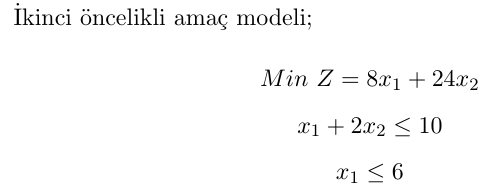 İkinci öncelikli amaç modeli;
Min Z = 8x₁ + 24x₂
x₁ + 2x₂ ≤ 10
x₁ ≤ 6